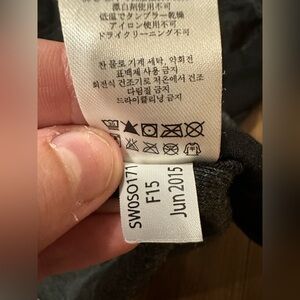 漂白剤使用不可
低温でタンブラー乾燥
アイロン使用不可
ドライクリーニング不可
찬 물로 기계 세탁, 약회전
표백제 사용 금지
회전식 건조기로 저온에서 건조
다림질 금지
드라이클리닝 금지
SW0SO171
F15
Jun 2015